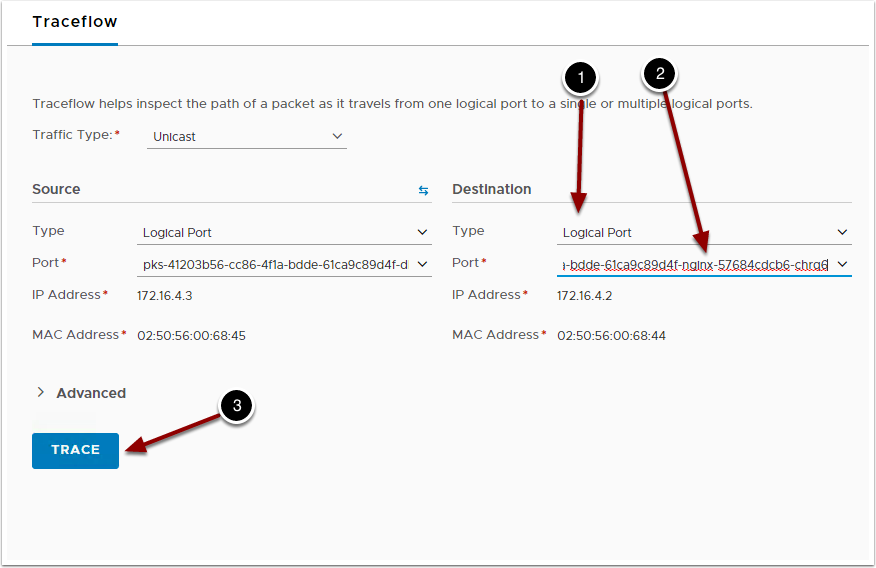 Traceflow
1
2
Traceflow helps inspect the path of a packet as it travels from one logical port to a single or multiple logical ports.
Traffic Type:* Unicast
Source Destination
Type Logical Port Type Logical Port
Port* pks-41203b56-cc86-4f1a-bdde-61ca9c89d4f-d Port* -bdde-61ca9c89d4f-nginx-57684cdcb6-chrq6
IP Address* 172.16.4.3 IP Address* 172.16.4.2
MAC Address* 02:50:56:00:68:45 MAC Address* 02:50:56:00:68:44
Advanced
3
TRACE